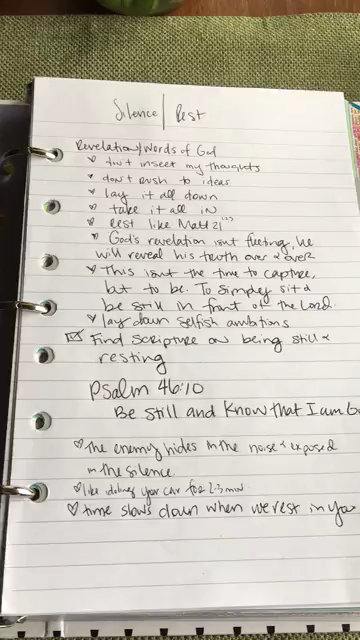 Silence | Rest
Revelation/Words of God
♡ don't insert my thoughts
♡ don't rush to ideas
♡ lay it all down
♡ take it all in
♡ Rest like Matt 21
♡ God's revelation isn't fleeting, he
will reveal his truth over & over
♡ This isn't the time to capture,
but to be. To simply sit &
be still in front of the Lord.
♡ lay down selfish ambitions
☑ Find scripture on being still &
resting
Psalm 46:10
Be still and know that I am
♡ The enemy hides in the noise & exposed
in the silence.
♡ like idling your car for 2-3 min
♡ time slows down when we rest in you